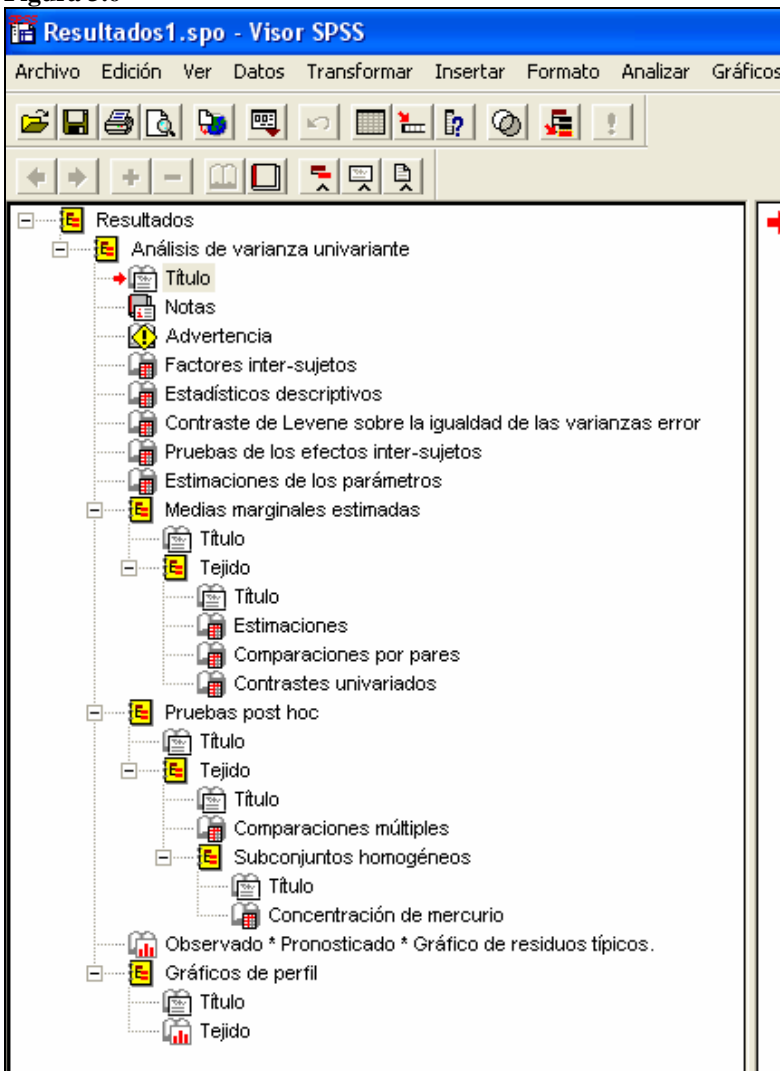 Resultados1.spo - Visor SPSS
Archivo Edición Ver Datos Transformar Insertar Formato Analizar Gráficos
Resultados
Análisis de varianza univariante
Título
Notas
Advertencia
Factores inter-sujetos
Estadísticos descriptivos
Contraste de Levene sobre la igualdad de las varianzas error
Pruebas de los efectos inter-sujetos
Estimaciones de los parámetros
Medias marginales estimadas
Título
Tejido
Título
Estimaciones
Comparaciones por pares
Contrastes univariados
Pruebas post hoc
Título
Tejido
Título
Comparaciones múltiples
Subconjuntos homogéneos
Título
Concentración de mercurio
Observado * Pronosticado * Gráfico de residuos típicos.
Gráficos de perfil
Título
Tejido